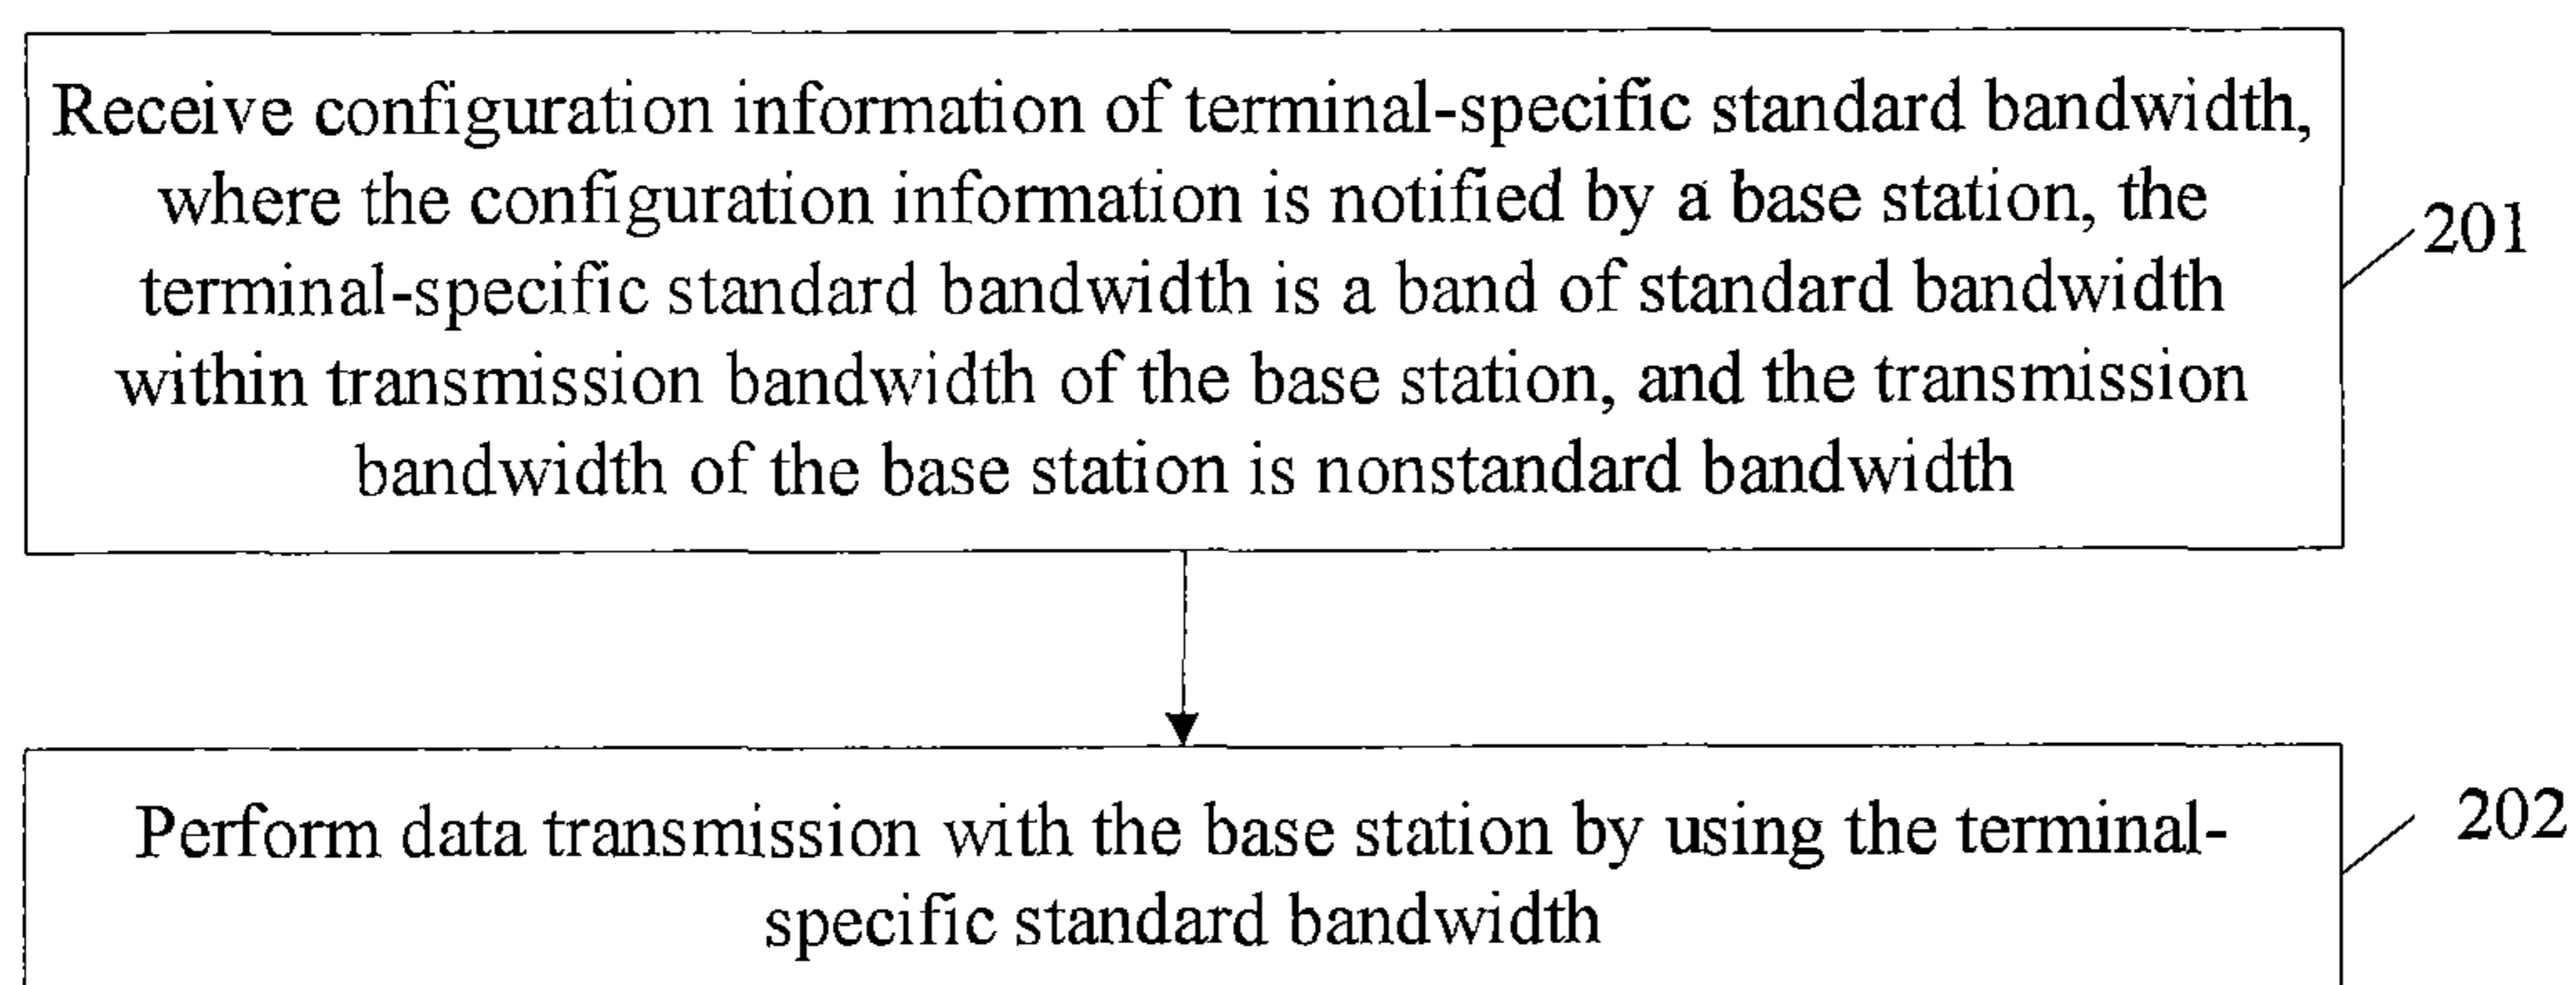 Receive configuration information of terminal-specific standard bandwidth,
where the configuration information is notified by a base station, the
terminal-specific standard bandwidth is a band of standard bandwidth
within transmission bandwidth of the base station, and the transmission
bandwidth of the base station is nonstandard bandwidth
201
Perform data transmission with the base station by using the terminal-
specific standard bandwidth
202